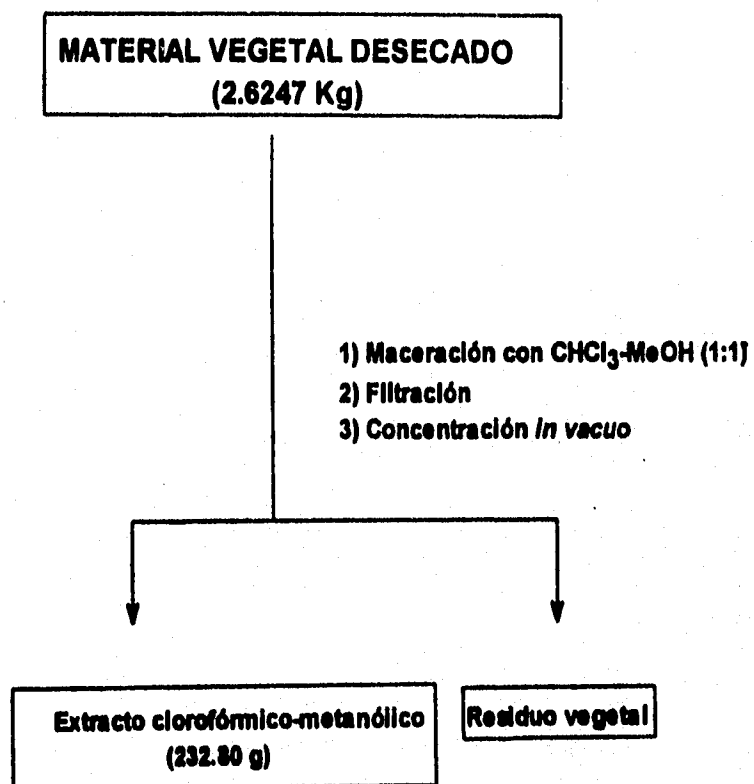 MATERIAL VEGETAL DESECADO
(2.6247 Kg)
1) Maceración con CHCl₃-MeOH (1:1)
2) Filtración
3) Concentración in vacuo
Extracto clorofórmico-metanólico
(232.80 g)
Residuo vegetal